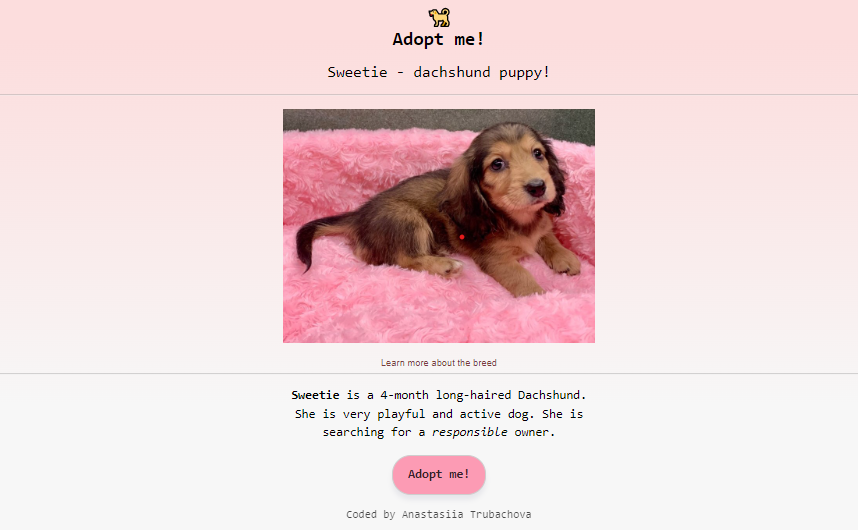 Adopt me!
Sweetie - dachshund puppy!
Learn more about the breed
Sweetie is a 4-month long-haired Dachshund.
She is very playful and active dog. She is
searching for a responsible owner.
Adopt me!
Coded by Anastasiia Trubachova